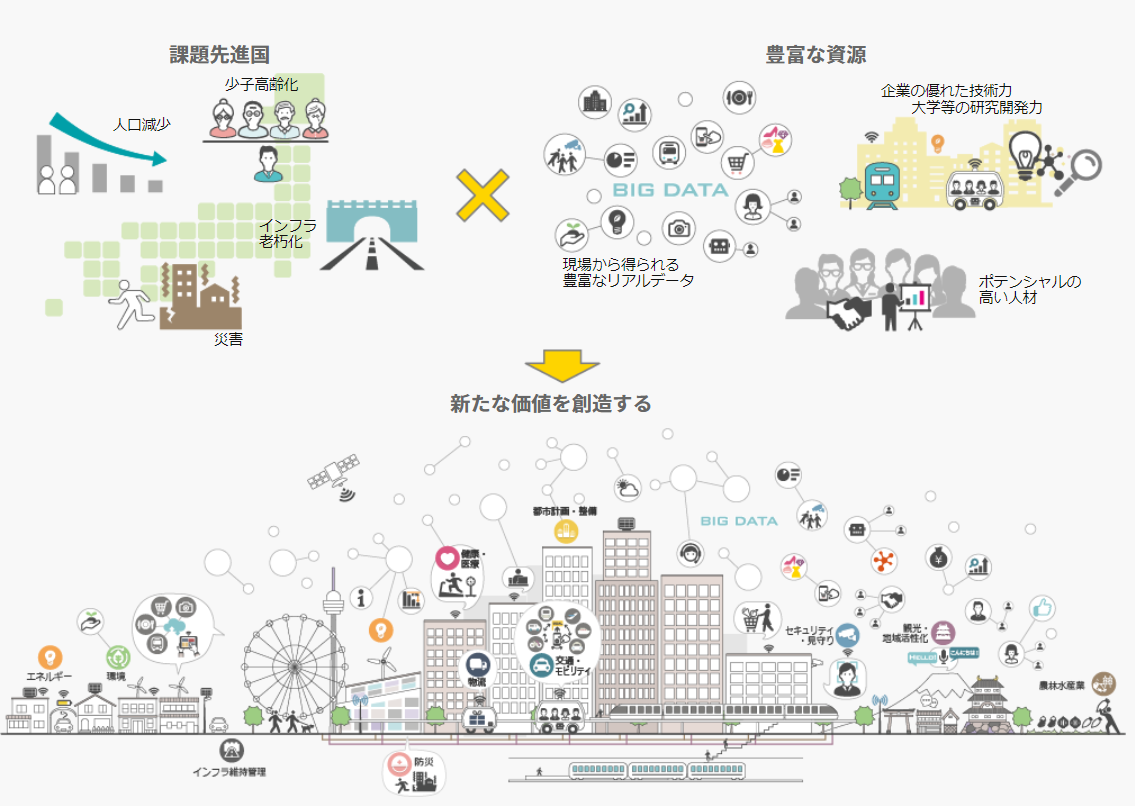 課題先進国
豊富な資源
少子高齢化
人口減少
インフラ
老朽化
災害
BIG DATA
現場から得られる
豊富なリアルデータ
企業の優れた技術力
大学等の研究開発力
ポテンシャルの
高い人材
新たな価値を創造する
都市計画・整備
BIG DATA
健康・
医療
エネルギー
環境
物流
交通・
モビリティ
セキュリティ
・見守り
観光・
地域活性化
HELLO!
こんにちは!
農林水産業
インフラ維持管理
防災